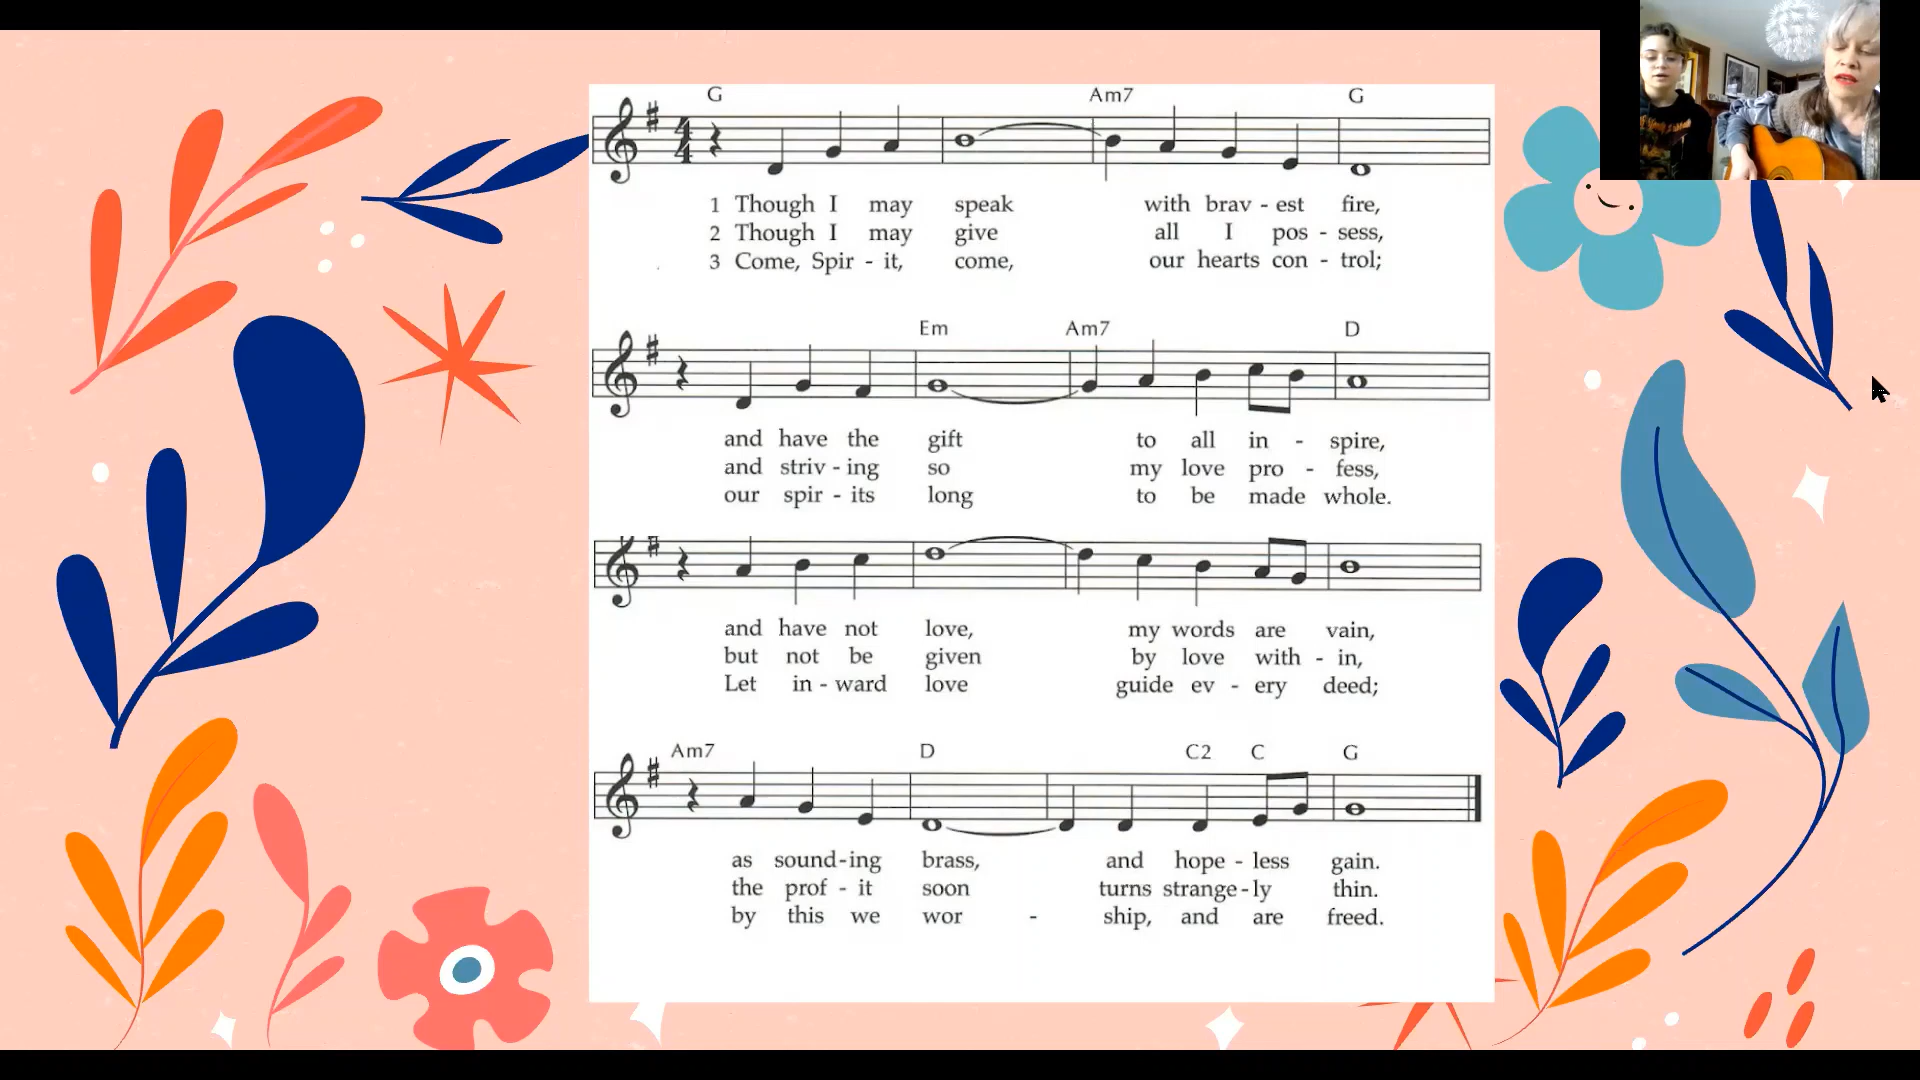 G Am7 G
4
4
1 Though I may speak with brav - est fire,
2 Though I may give all I pos - sess,
3 Come, Spir - it, come, our hearts con - trol;
Em Am7 D
and have the gift to all in - spire,
and striv - ing so my love pro - fess,
our spir - its long to be made whole.
and have not love, my words are vain,
but not be given by love with - in,
Let in - ward love guide ev - ery deed;
Am7 D C2 C G
as sound - ing brass, and hope - less gain.
the prof - it soon turns strange - ly thin.
by this we wor - ship, and are freed.